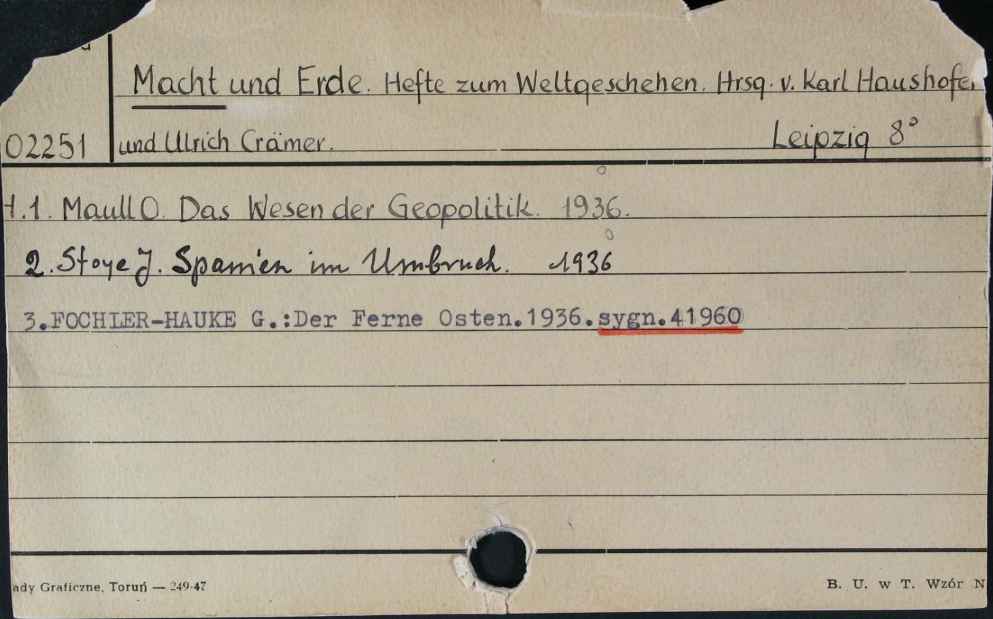 Macht und Erde. Hefte zum Weltgeschehen. Hrsg. v. Karl Haushofer
02251 und Ulrich Crämer. Leipzig 8°
H.1. Maull O. Das Wesen der Geopolitik. 1936.
2. Stoye J. Spanien im Umbruch. 1936
3.FOCHLER-HAUKE G.:Der Ferne Osten.1936.sygn.41960
ady Graficzne, Toruń — 249-47 B. U. w T. Wzór N